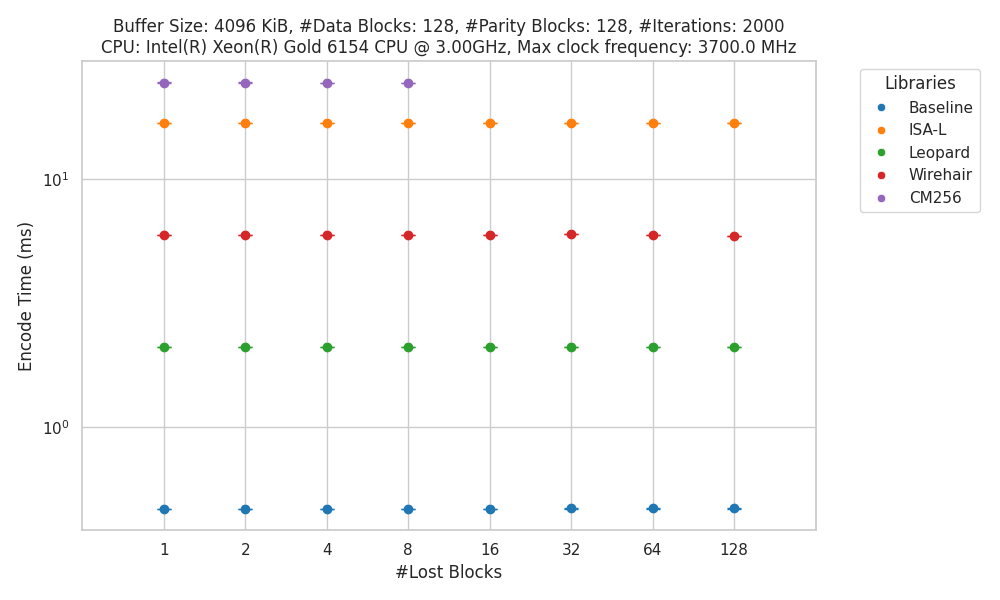 Buffer Size: 4096 KiB, #Data Blocks: 128, #Parity Blocks: 128, #Iterations: 2000
CPU: Intel(R) Xeon(R) Gold 6154 CPU @ 3.00GHz, Max clock frequency: 3700.0 MHz
Libraries
Baseline
ISA-L
Leopard
Wirehair
CM256
Encode Time (ms)
10¹
10⁰
1 2 4 8 16 32 64 128
#Lost Blocks